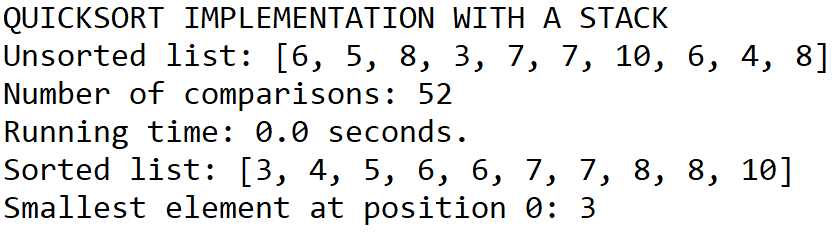 QUICKSORT IMPLEMENTATION WITH A STACK
Unsorted list: [6, 5, 8, 3, 7, 7, 10, 6, 4, 8]
Number of comparisons: 52
Running time: 0.0 seconds.
Sorted list: [3, 4, 5, 6, 6, 7, 7, 8, 8, 10]
Smallest element at position 0: 3